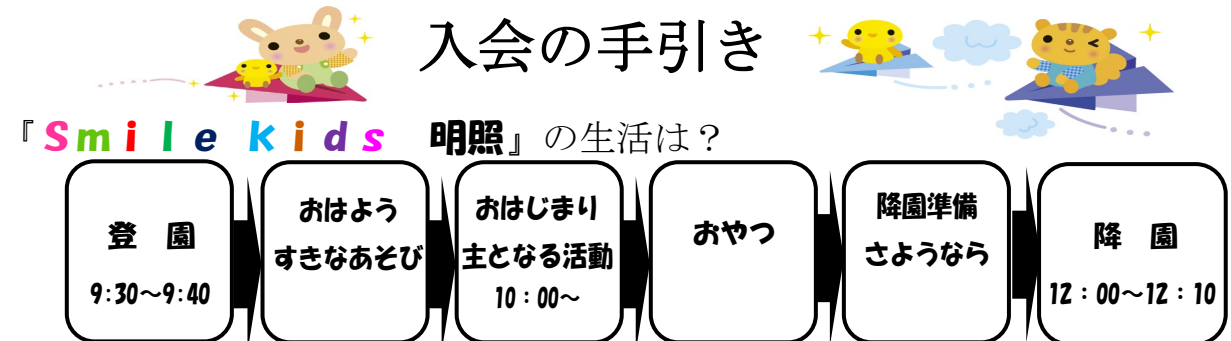 入会の手引き
『Smile kids 明照』の生活は？
登 園
9:30～9:40
おはよう
すきなあそび
おはじまり
主となる活動
10：00～
おやつ
降園準備
さようなら
降 園
12：00～12：10